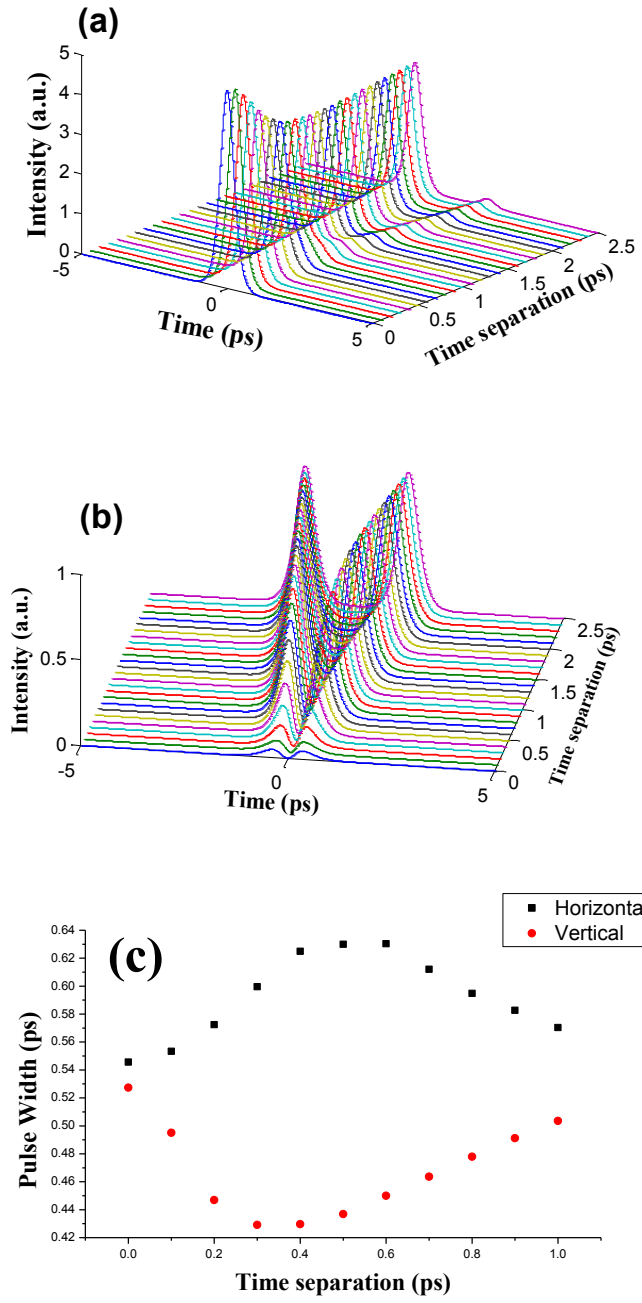 (a)
Intensity (a.u.)
5
4
3
2
1
0
-5
0
5
Time (ps)
0
0.5
1
1.5
2
2.5
Time separation (ps)
(b)
Intensity (a.u.)
1
0.5
0
-5
0
5
Time (ps)
0
0.5
1
1.5
2
2.5
Time separation (ps)
(c)
Horizonta
Vertical
Pulse Width (ps)
0.64
0.62
0.60
0.58
0.56
0.54
0.52
0.50
0.48
0.46
0.44
0.42
0.0 0.2 0.4 0.6 0.8 1.0
Time separation (ps)